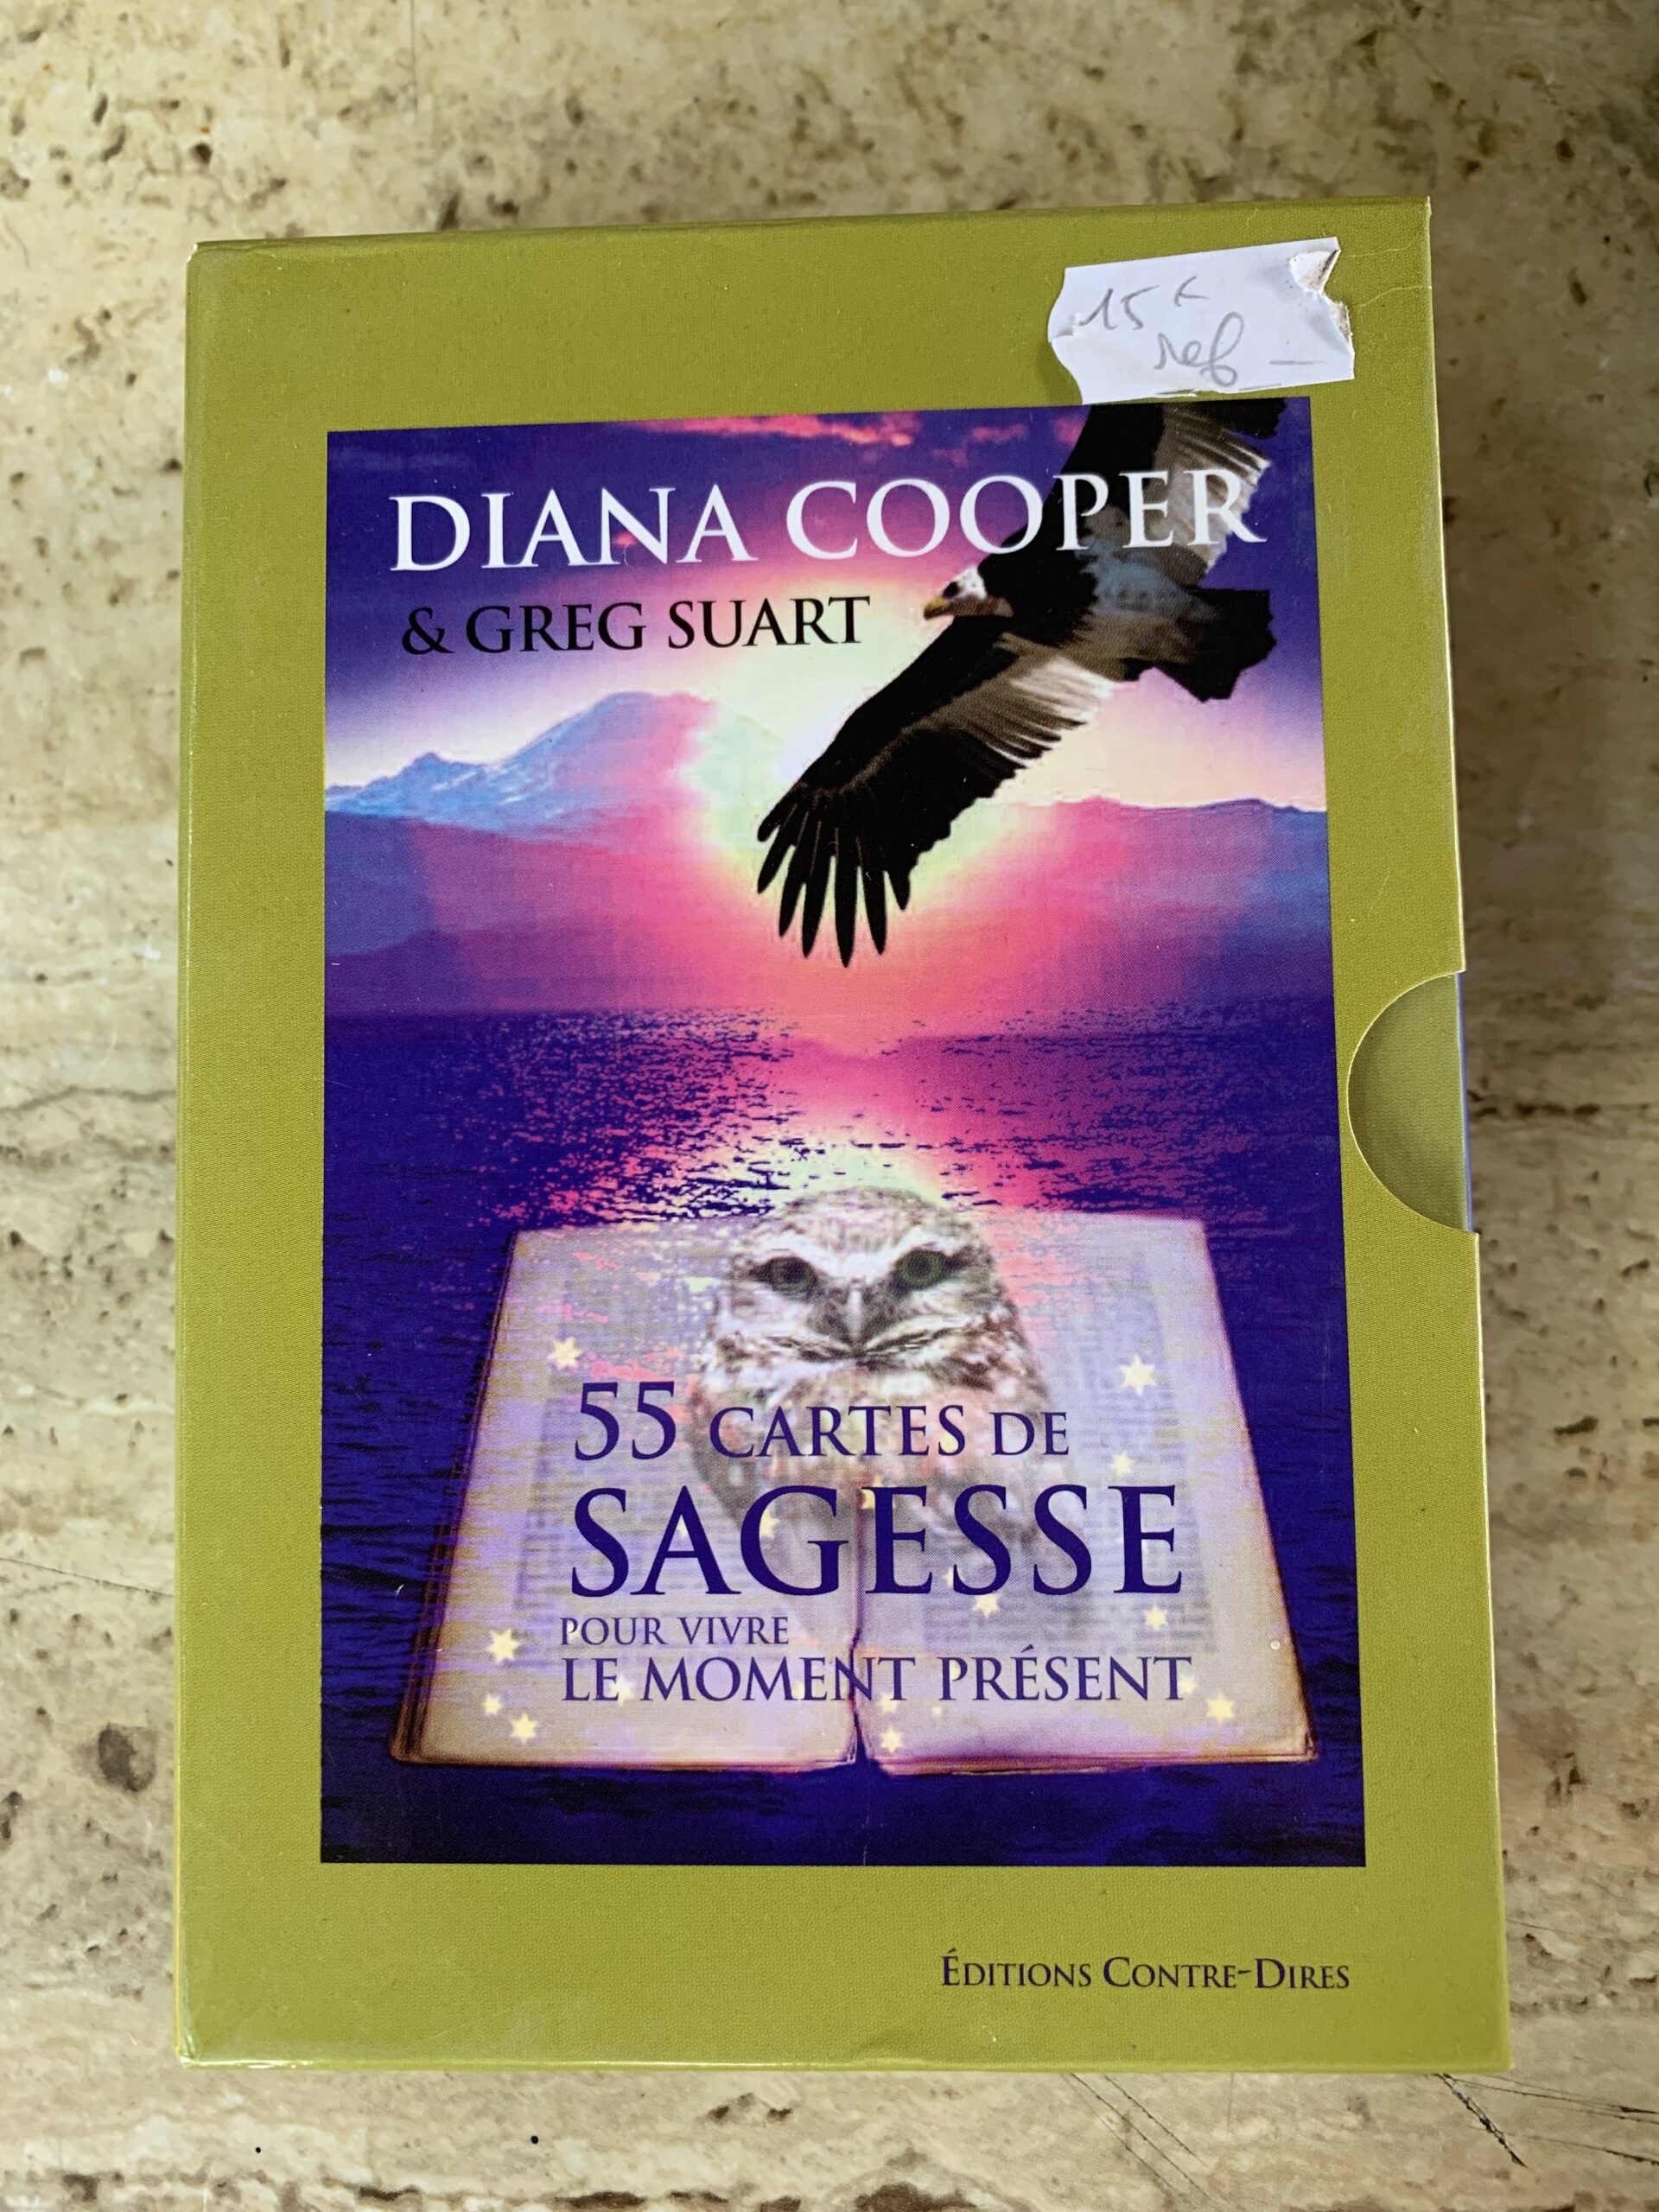 15€
ref
DIANA COOPER
& GREG SUART
55 CARTES DE
SAGESSE
POUR VIVRE
LE MOMENT PRÉSENT
ÉDITIONS CONTRE-DIRES